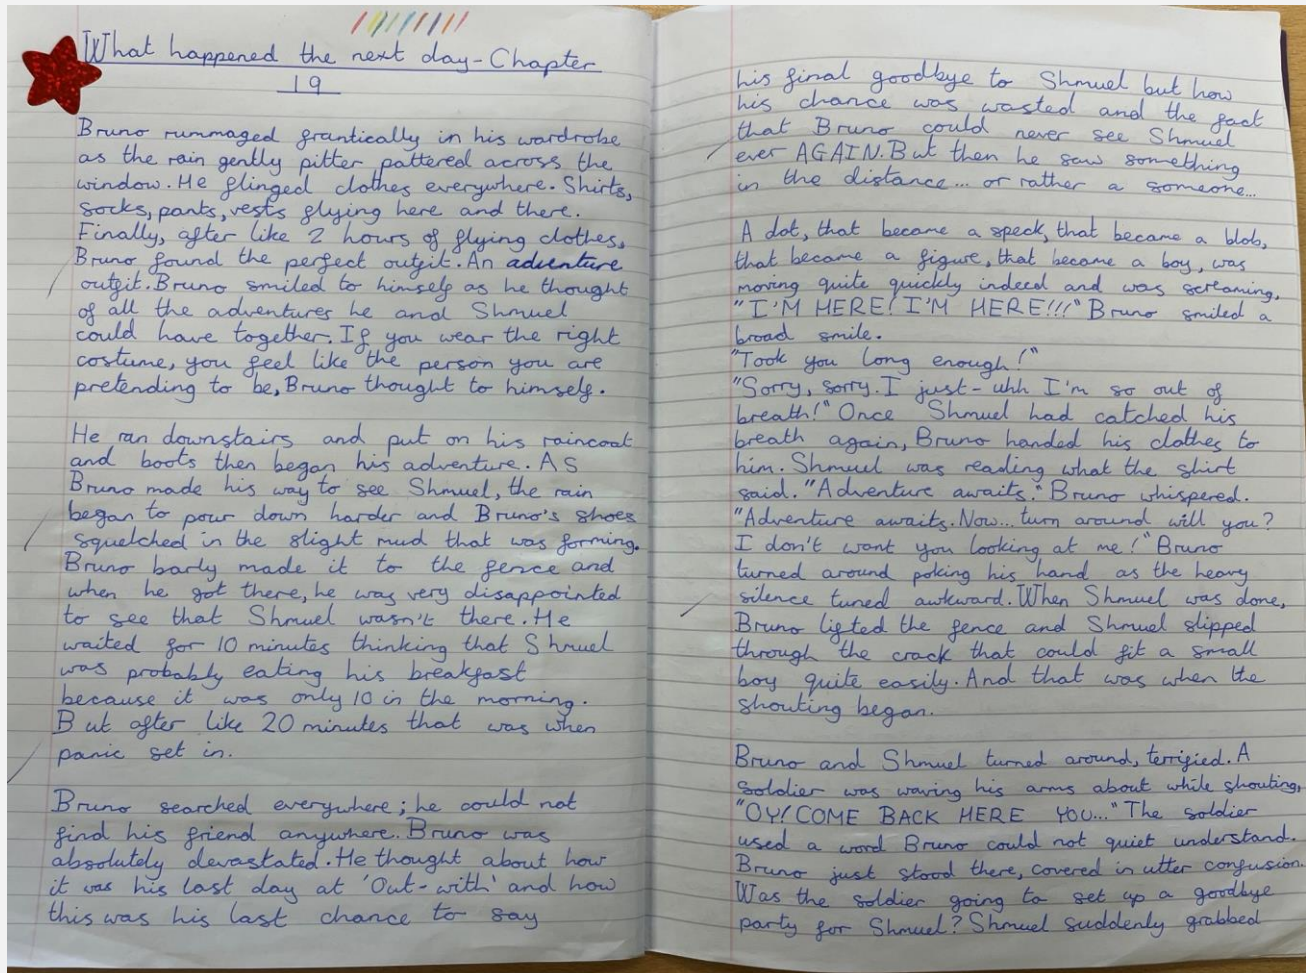 What happened the next day-Chapter
19
Bruno rummaged frantically in his wardrobe
as the rain gently pitter pattered across the
window. He flinged clothes everywhere. Shirts,
socks, pants, vests flying here and there.
Finally, after like 2 hours of flying clothes,
Bruno found the perfect outfit. An adventure
outfit. Bruno smiled to himself as he thought
of all the adventures he and Shmuel
could have together. If you wear the right
costume, you feel like the person you are
pretending to be, Bruno thought to himself.
He ran downstairs and put on his raincoat
and boots then began his adventure. As
Bruno made his way to see Shmuel, the rain
began to pour down harder and Bruno's shoes
squelched in the slight mud that was forming.
Bruno barly made it to the fence and
when he got there, he was very disappointed
to see that Shmuel wasn't there. He
waited for 10 minutes thinking that Shmuel
was probably eating his breakfast
because it was only 10 in the morning.
But after like 20 minutes that was when
panic set in.
Bruno searched everywhere; he could not
find his friend anywhere. Bruno was
absolutely devastated. He thought about how
it was his last day at 'Out-with' and how
this was his last chance to say
his final goodbye to Shmuel but how
his chance was wasted and the fact
that Bruno could never see Shmuel
ever AGAIN. But then he saw something
in the distance... or rather a someone...
A dot, that became a speck, that became a blob,
that became a figure, that became a boy, was
moving quite quickly indeed and was screaming,
"I'M HERE! I'M HERE!!!" Bruno smiled a
broad smile.
"Took you long enough!"
"Sorry, sorry. I just- uhh I'm so out of
breath!" Once Shmuel had catched his
breath again, Bruno handed his clothes to
him. Shmuel was reading what the shirt
said. "Adventure awaits." Bruno whispered.
"Adventure awaits. Now... turn around will you?
I don't want you looking at me!" Bruno
turned around poking his hand as the heavy
silence tuned awkward. When Shmuel was done,
Bruno lifted the fence and Shmuel slipped
through the crack that could fit a small
boy quite easily. And that was when the
shouting began.
Bruno and Shmuel turned around, terrified. A
soldier was waving his arms about while shouting,
"OY! COME BACK HERE YOU..." The soldier
used a word Bruno could not quiet understand.
Bruno just stood there, covered in utter confusion.
Was the soldier going to set up a goodbye
party for Shmuel? Shmuel suddenly grabbed